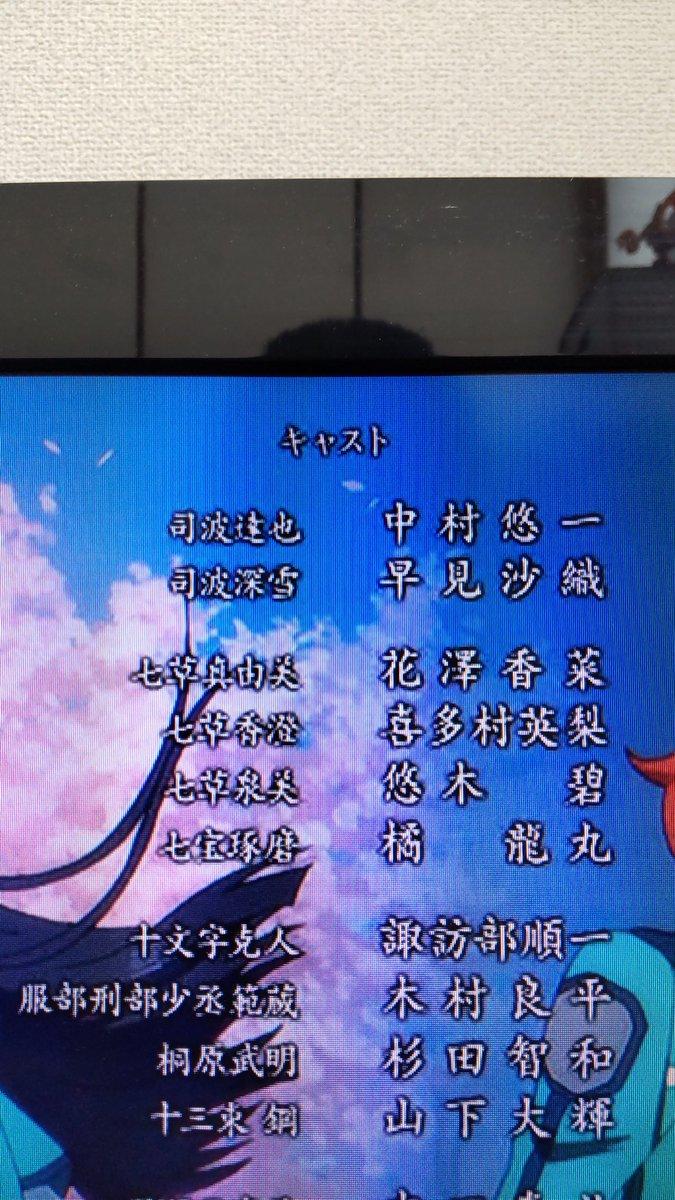 キャスト
司波達也 中村悠一
司波深雪 早見沙織
七草真由美 花澤香菜
七草香澄 喜多村英梨
七草泉美 悠木 碧
七宝琢磨 橘 龍丸
十文字克人 諏訪部順一
服部刑部少丞範蔵 木村良平
桐原武明 杉田智和
十三束 鋼 山下大輝